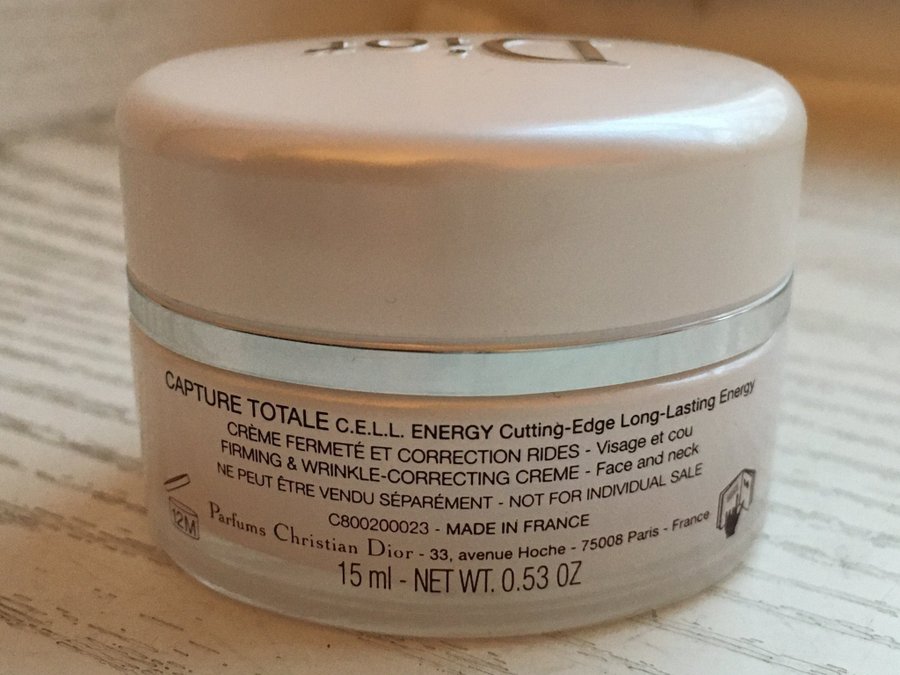 Dior
CAPTURE TOTALE C.E.L.L. ENERGY Cutting-Edge Long-Lasting Energy
CRÈME FERMETÉ ET CORRECTION RIDES - Visage et cou
FIRMING & WRINKLE-CORRECTING CREME - Face and neck
NE PEUT ÊTRE VENDU SÉPARÉMENT - NOT FOR INDIVIDUAL SALE
C800200023 - MADE IN FRANCE
12M
Parfums Christian Dior - 33, avenue Hoche - 75008 Paris - France
15 ml - NET WT. 0.53 OZ